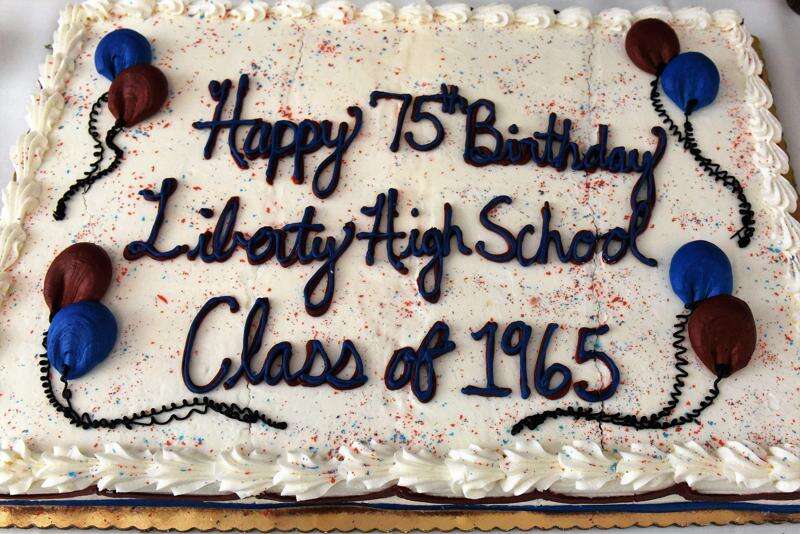 Happy 75th Birthday
Liberty High School
Class of 1965